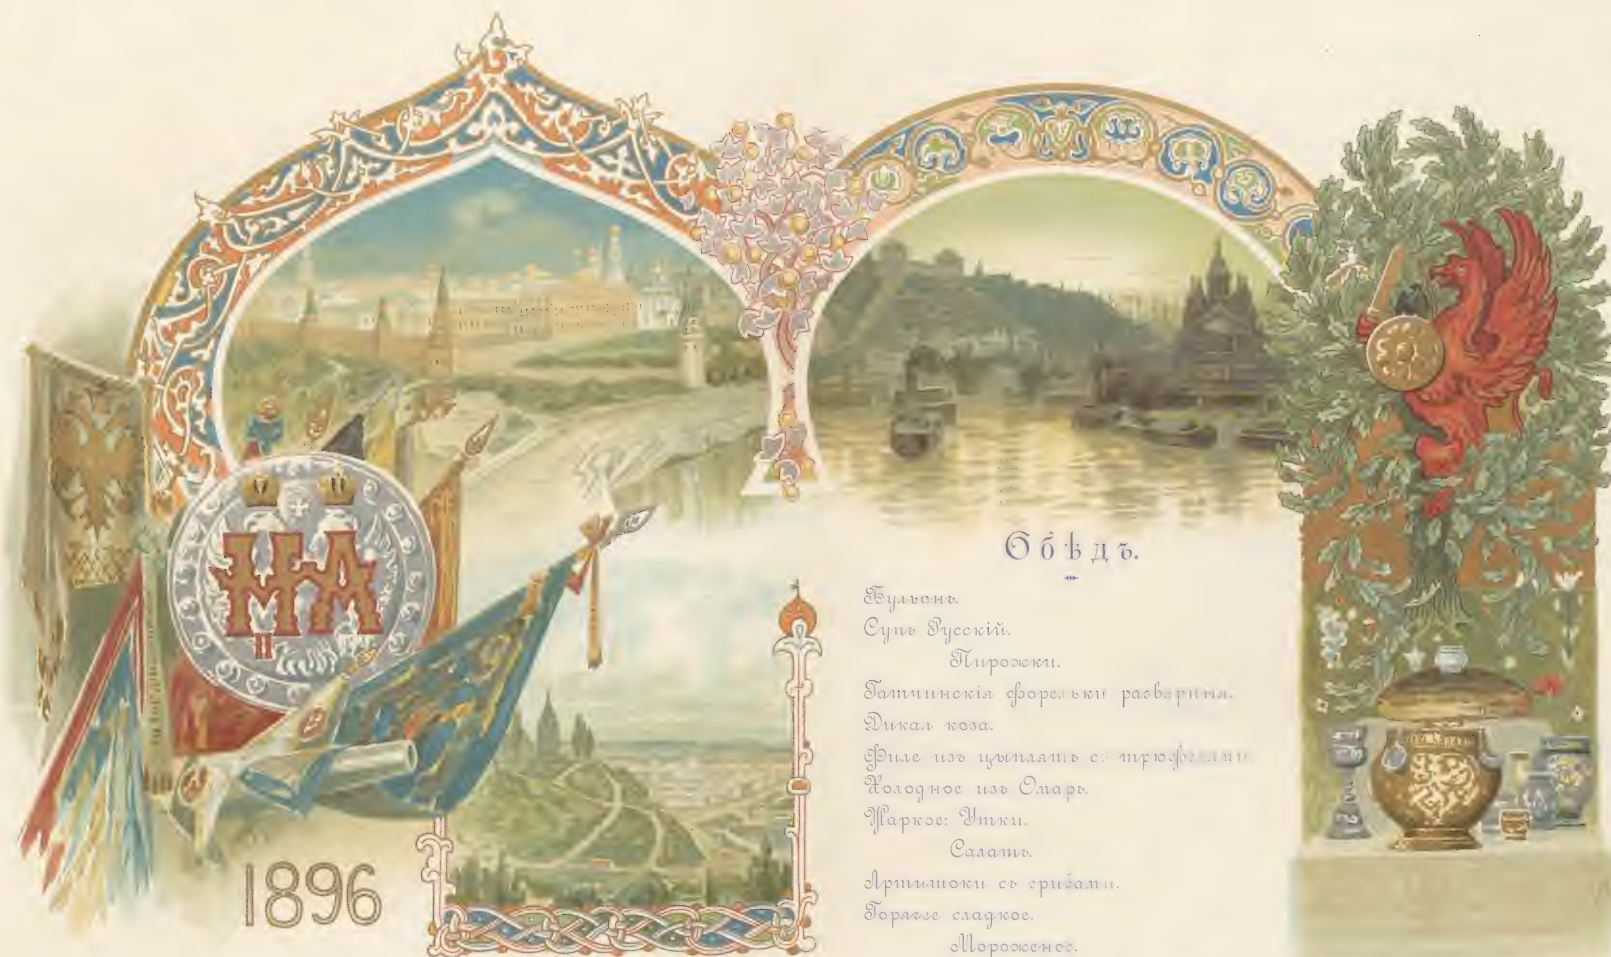 Н II А
1896
Обѣдъ.
Бульонъ.
Супъ Русскій.
Пирожки.
Гатчинскія форельки разварныя.
Дикая коза.
Филе изъ цыплятъ съ трюфелями.
Холодное изъ Омаръ.
Жаркое: Утки.
Салатъ.
Артишоки съ грибами.
Горячее сладкое.
Мороженое.